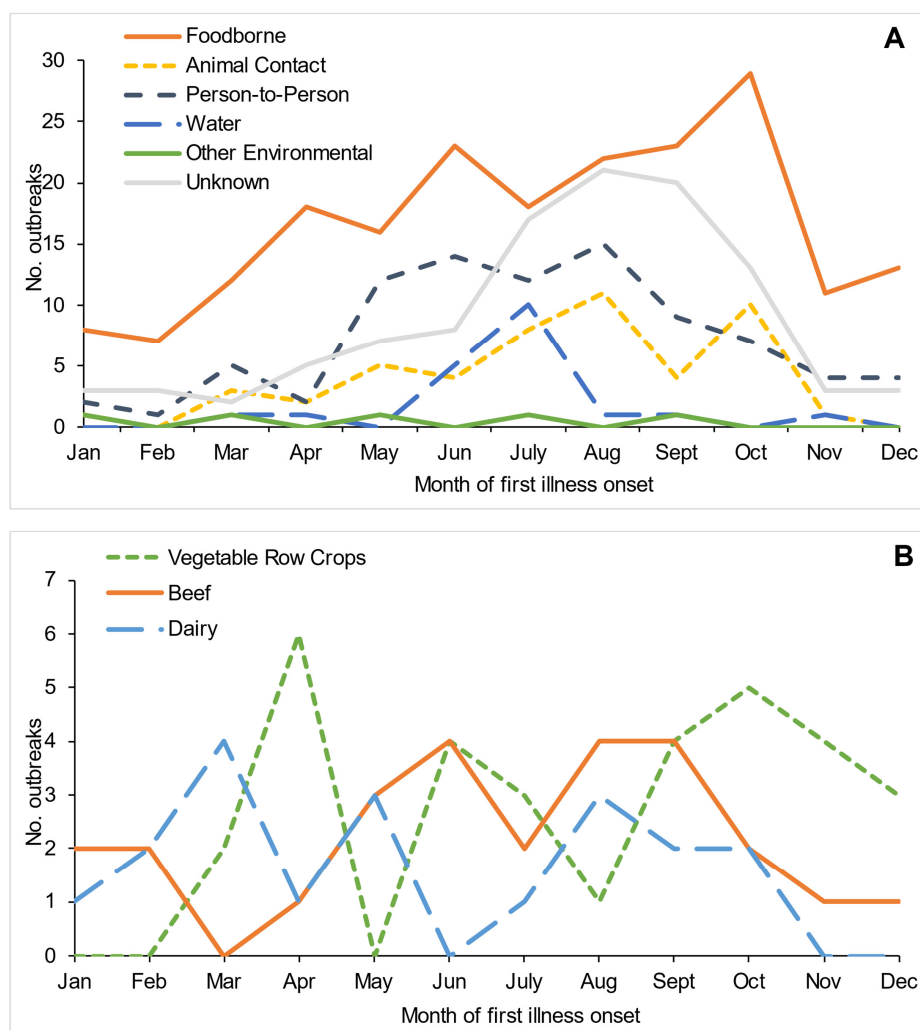 A
Foodborne
Animal Contact
Person-to-Person
Water
Other Environmental
Unknown
30
25
20
15
10
5
0
No. outbreaks
Jan Feb Mar Apr May Jun July Aug Sept Oct Nov Dec
Month of first illness onset
B
Vegetable Row Crops
Beef
Dairy
7
6
5
4
3
2
1
0
No. outbreaks
Jan Feb Mar Apr May Jun July Aug Sept Oct Nov Dec
Month of first illness onset